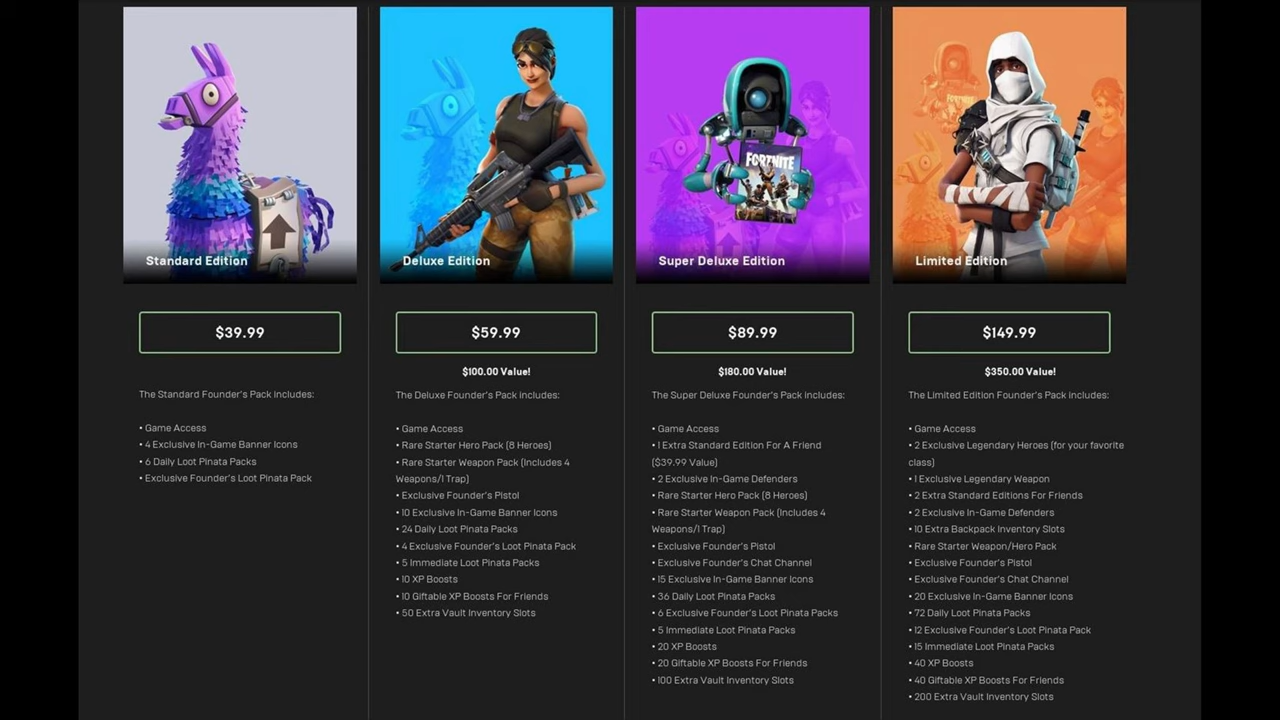 Standard Edition
$39.99
The Standard Founder's Pack includes:
• Game Access
• 4 Exclusive In-Game Banner Icons
• 6 Daily Loot Pinata Packs
• Exclusive Founder's Loot Pinata Pack
Deluxe Edition
$59.99
$100.00 Value!
The Deluxe Founder's Pack includes:
• Game Access
• Rare Starter Hero Pack (8 Heroes)
• Rare Starter Weapon Pack (Includes 4
Weapons/1 Trap)
• Exclusive Founder's Pistol
• 10 Exclusive In-Game Banner Icons
• 24 Daily Loot Pinata Packs
• 4 Exclusive Founder's Loot Pinata Pack
• 5 Immediate Loot Pinata Packs
• 10 XP Boosts
• 10 Giftable XP Boosts For Friends
• 50 Extra Vault Inventory Slots
FORTNITE
Super Deluxe Edition
$89.99
$180.00 Value!
The Super Deluxe Founder's Pack includes:
• Game Access
• 1 Extra Standard Edition For A Friend
($39.99 Value)
• 2 Exclusive In-Game Defenders
• Rare Starter Hero Pack (8 Heroes)
• Rare Starter Weapon Pack (Includes 4
Weapons/1 Trap)
• Exclusive Founder's Pistol
• Exclusive Founder's Chat Channel
• 15 Exclusive In-Game Banner Icons
• 36 Daily Loot Pinata Packs
• 6 Exclusive Founder's Loot Pinata Packs
• 5 Immediate Loot Pinata Packs
• 20 XP Boosts
• 20 Giftable XP Boosts For Friends
• 100 Extra Vault Inventory Slots
FORTNITE
Limited Edition
$149.99
$350.00 Value!
The Limited Edition Founder's Pack includes:
• Game Access
• 2 Exclusive Legendary Heroes (for your favorite
class)
• 1 Exclusive Legendary Weapon
• 2 Extra Standard Editions For Friends
• 2 Exclusive In-Game Defenders
• 10 Extra Backpack Inventory Slots
• Rare Starter Weapon/Hero Pack
• Exclusive Founder's Pistol
• Exclusive Founder's Chat Channel
• 20 Exclusive In-Game Banner Icons
• 72 Daily Loot Pinata Packs
• 12 Exclusive Founder's Loot Pinata Pack
• 15 Immediate Loot Pinata Packs
• 40 XP Boosts
• 40 Giftable XP Boosts For Friends
• 200 Extra Vault Inventory Slots